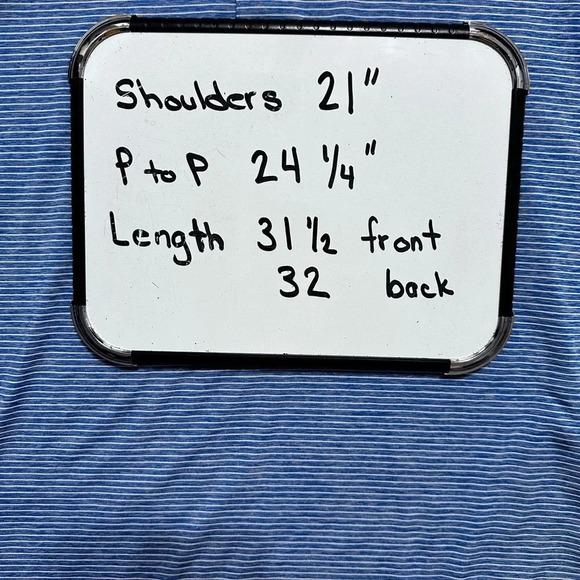 Shoulders 21"
P to P 24 1/4"
Length 31 1/2 front
32 back